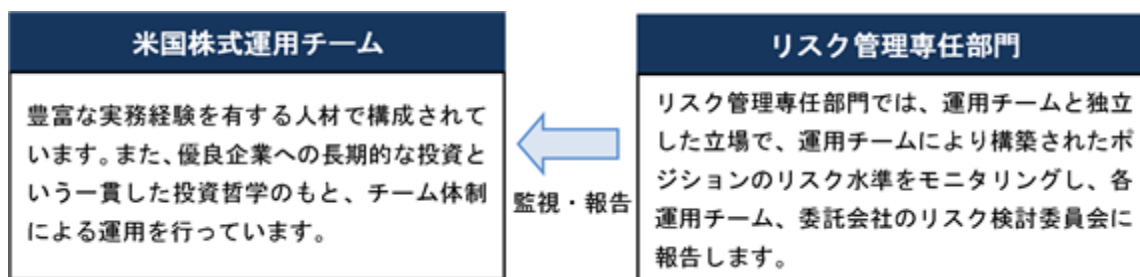 米国株式運用チーム
豊富な実務経験を有する人材で構成されて
います。また、優良企業への長期的な投資と
いう一貫した投資哲学のもと、チーム体制
による運用を行っています。
監視・報告
リスク管理専任部門
リスク管理専任部門では、運用チームと独立
した立場で、運用チームにより構築されたポ
ジションのリスク水準をモニタリングし、各
運用チーム、委託会社のリスク検討委員会に
報告します。